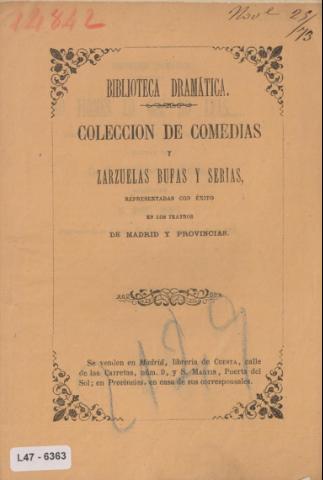 14842
Nov.e 23/73
BIBLIOTECA DRAMÁTICA.
COLECCION DE COMEDIAS
Y
ZARZUELAS BUFAS Y SERIAS,
REPRESENTADAS CON ÉXITO
EN LOS TEATROS
DE MADRID Y PROVINCIAS.
Se venden en Madrid, librería de CUESTA, calle
de las Carretas, núm. 9, y S. MARTIN, Puerta del
Sol; en Provincias, en casa de sus corresponsales.
L47 - 6363